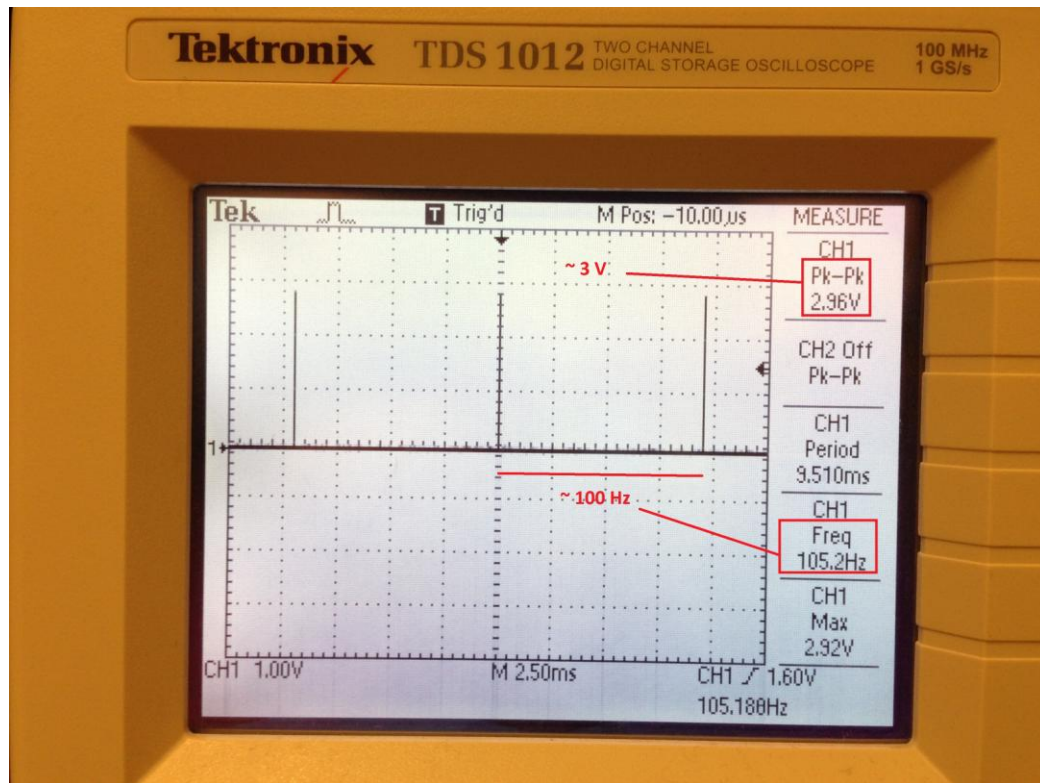 Tektronix TDS 1012 TWO CHANNEL DIGITAL STORAGE OSCILLOSCOPE 100 MHz 1 GS/s
Tek T Trig'd M Pos: -10.00µs MEASURE
CH1
Pk-Pk
2.96V
~ 3 V
CH2 Off
Pk-Pk
CH1
Period
9.510ms
1
~ 100 Hz
CH1
Freq
105.2Hz
CH1
Max
2.92V
CH1 1.00V M 2.50ms CH1 1.60V
105.180Hz